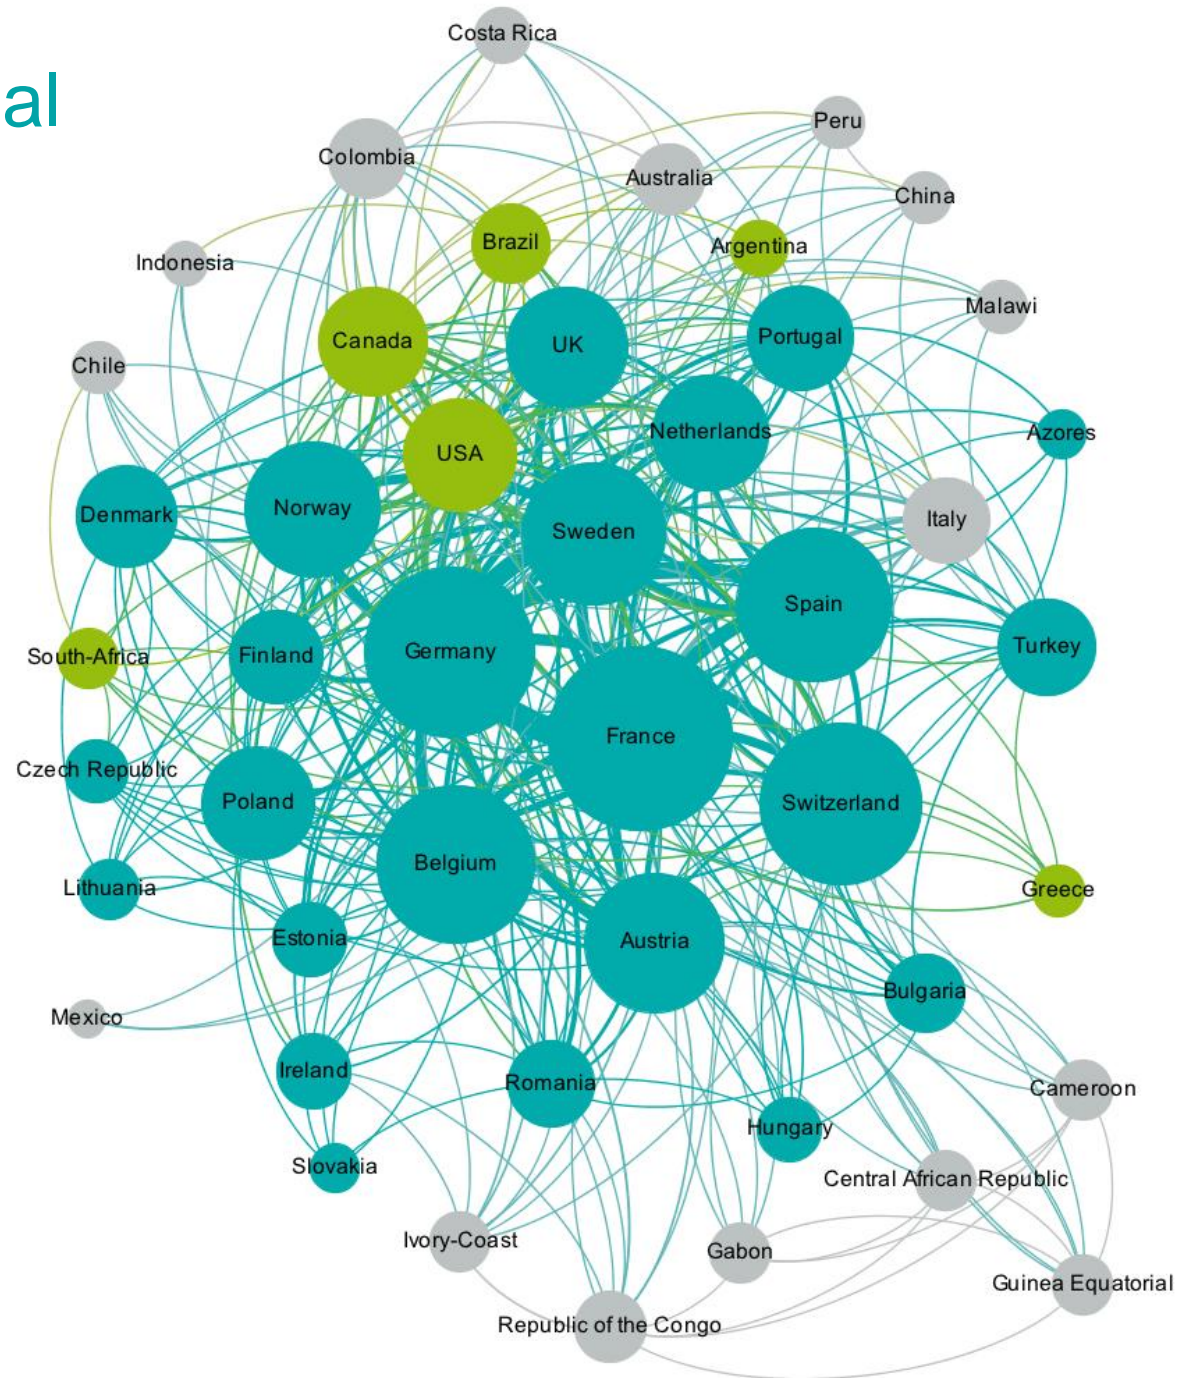 al
Costa Rica
Peru
Colombia
Australia
China
Brazil
Argentina
Indonesia
Malawi
Canada
UK
Portugal
Chile
Netherlands
Azores
USA
Denmark
Norway
Sweden
Italy
Spain
South-Africa
Finland
Germany
Turkey
France
Czech Republic
Poland
Switzerland
Belgium
Lithuania
Greece
Estonia
Austria
Bulgaria
Mexico
Ireland
Romania
Cameroon
Hungary
Slovakia
Central African Republic
Ivory-Coast
Gabon
Guinea Equatorial
Republic of the Congo